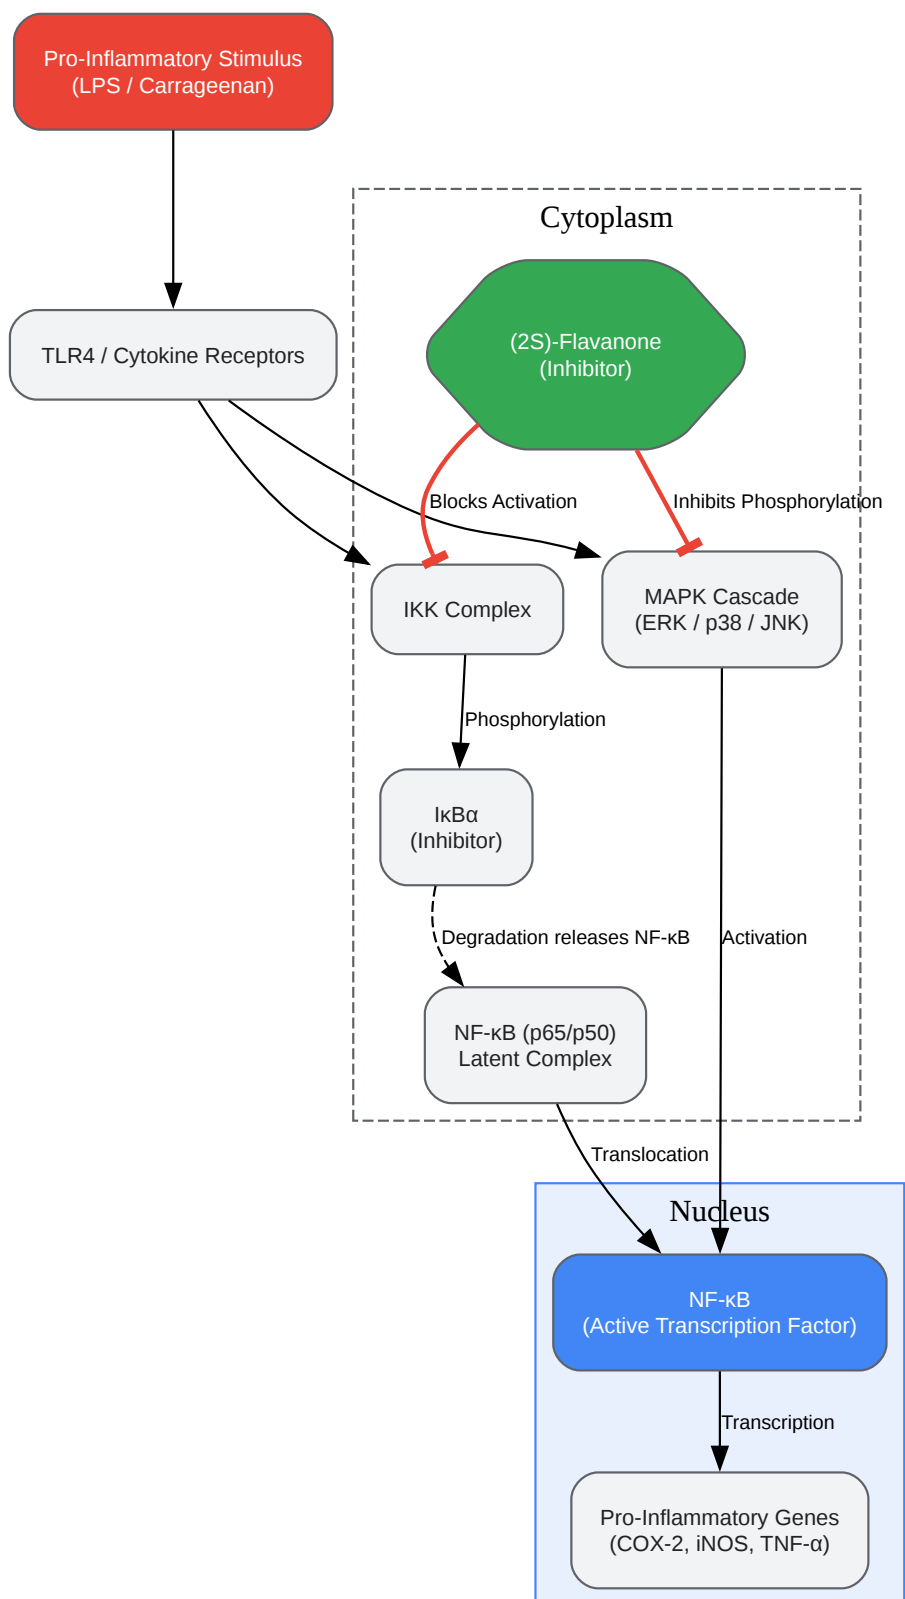 Pro-Inflammatory Stimulus
(LPS / Carrageenan)
Cytoplasm
(2S)-Flavanone
(Inhibitor)
TLR4 / Cytokine Receptors
Blocks Activation
Inhibits Phosphorylation
IKK Complex
MAPK Cascade
(ERK / p38 / JNK)
Phosphorylation
IκBα
(Inhibitor)
Degradation releases NF-κB
Activation
NF-κB (p65/p50)
Latent Complex
Translocation
Nucleus
NF-κB
(Active Transcription Factor)
Transcription
Pro-Inflammatory Genes
(COX-2, iNOS, TNF-α)